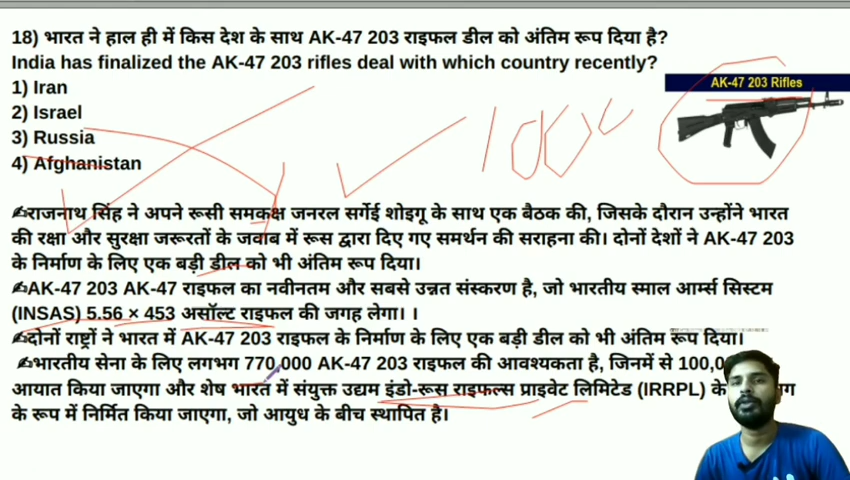 18) भारत ने हाल ही में किस देश के साथ AK-47 203 राइफल डील को अंतिम रूप दिया है?
India has finalized the AK-47 203 rifles deal with which country recently?
1) Iran
2) Israel
3) Russia
4) Afghanistan
AK-47 203 Rifles
✍राजनाथ सिंह ने अपने रूसी समकक्ष जनरल सर्गेई शोइगू के साथ एक बैठक की, जिसके दौरान उन्होंने भारत
की रक्षा और सुरक्षा जरूरतों के जवाब में रूस द्वारा दिए गए समर्थन की सराहना की। दोनों देशों ने AK-47 203
के निर्माण के लिए एक बड़ी डील को भी अंतिम रूप दिया।
✍AK-47 203 AK-47 राइफल का नवीनतम और सबसे उन्नत संस्करण है, जो भारतीय स्माल आर्म्स सिस्टम
(INSAS) 5.56 × 453 असॉल्ट राइफल की जगह लेगा। ।
✍दोनों राष्ट्रों ने भारत में AK-47 203 राइफल के निर्माण के लिए एक बड़ी डील को भी अंतिम रूप दिया।
✍भारतीय सेना के लिए लगभग 770,000 AK-47 203 राइफल की आवश्यकता है, जिनमें से 100,0
आयात किया जाएगा और शेष भारत में संयुक्त उद्यम इंडो-रूस राइफल्स प्राइवेट लिमिटेड (IRRPL) के
के रूप में निर्मित किया जाएगा, जो आयुध के बीच स्थापित है।